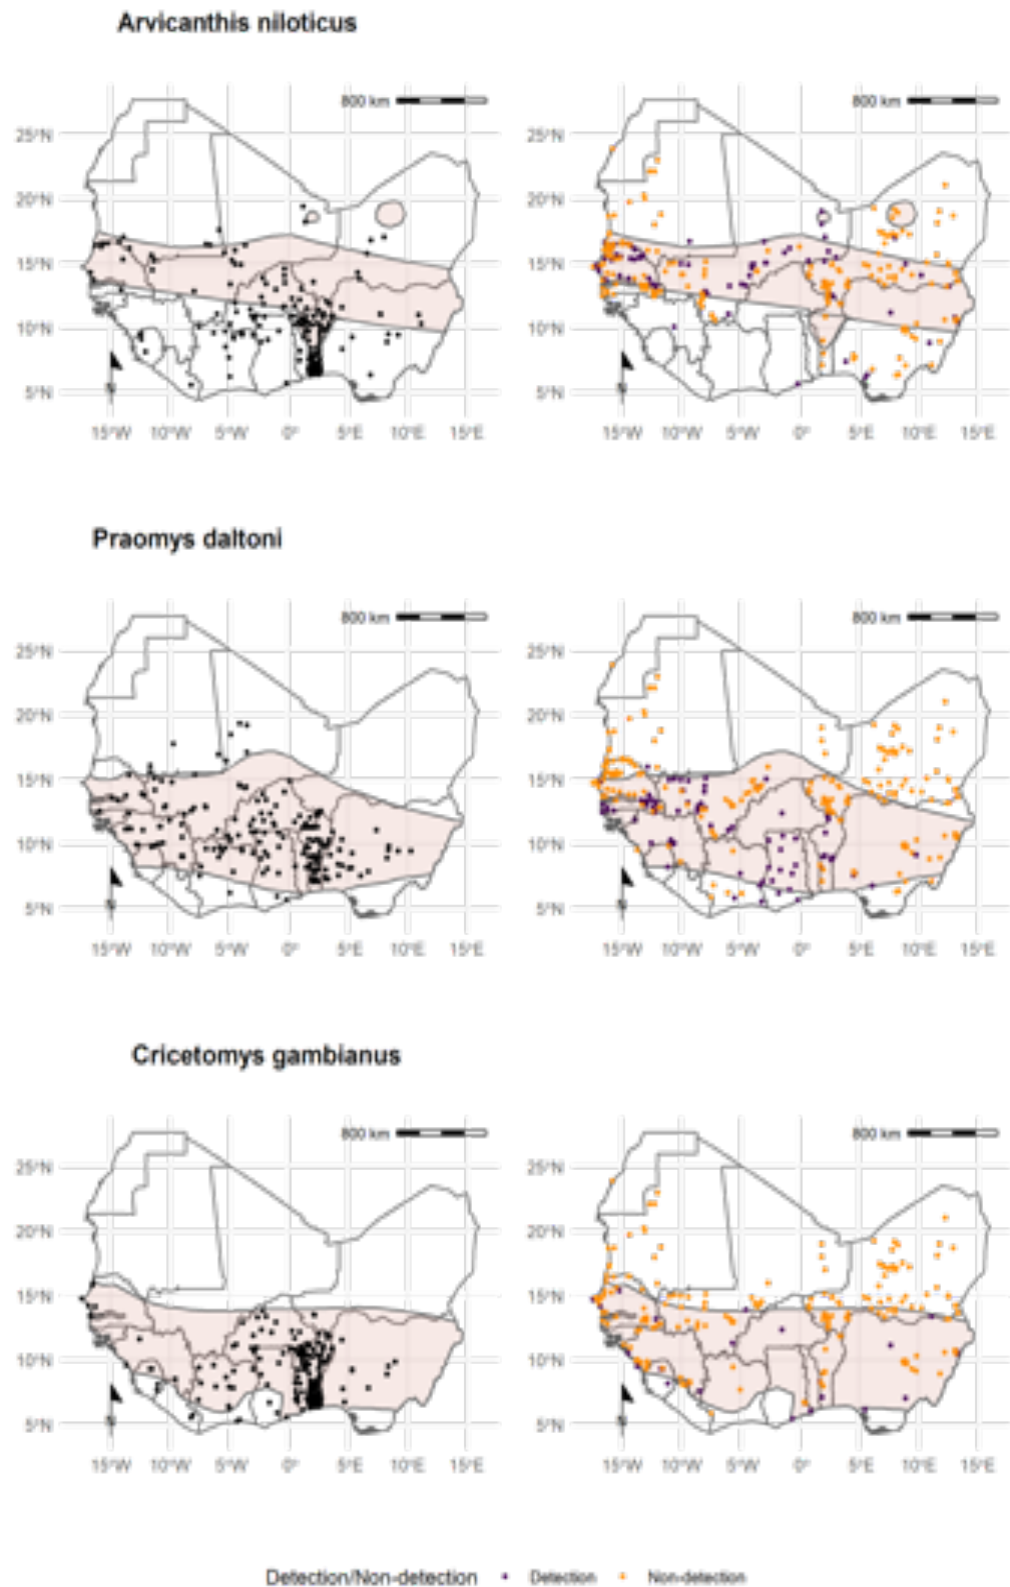 Arvicanthis niloticus
800 km 800 km
25°N 25°N
20°N 20°N
15°N 15°N
10°N 10°N
5°N 5°N
15°W 10°W 5°W 0° 5°E 10°E 15°E 15°W 10°W 5°W 0° 5°E 10°E 15°E
Praomys daltoni
800 km 800 km
25°N 25°N
20°N 20°N
15°N 15°N
10°N 10°N
5°N 5°N
15°W 10°W 5°W 0° 5°E 10°E 15°E 15°W 10°W 5°W 0° 5°E 10°E 15°E
Cricetomys gambianus
800 km 800 km
25°N 25°N
20°N 20°N
15°N 15°N
10°N 10°N
5°N 5°N
15°W 10°W 5°W 0° 5°E 10°E 15°E 15°W 10°W 5°W 0° 5°E 10°E 15°E
Detection/Non-detection Detection Non-detection